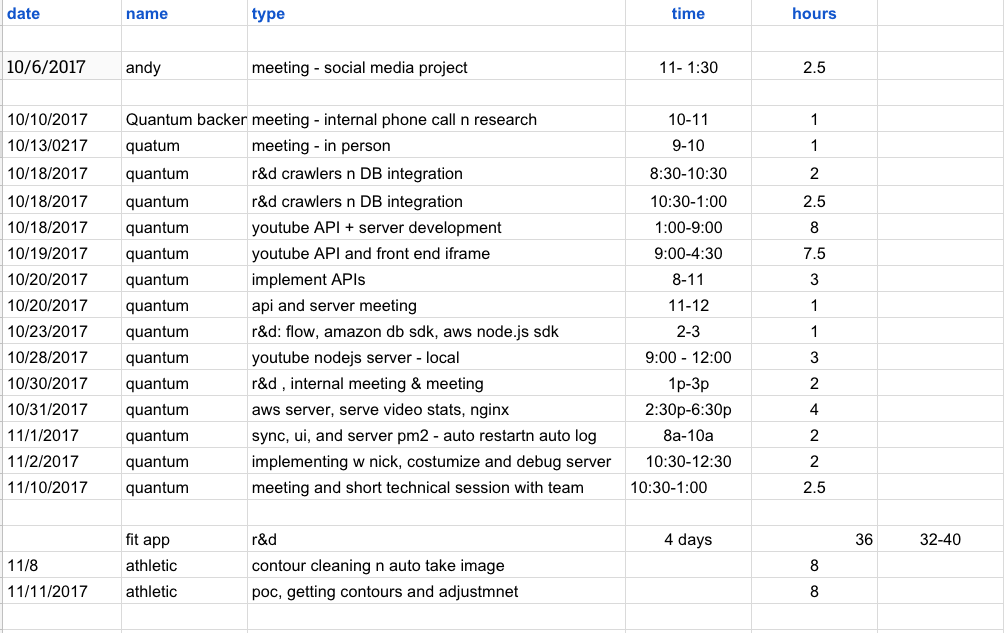 date name type time hours
10/6/2017 andy meeting - social media project 11- 1:30 2.5
10/10/2017 Quantum backer meeting - internal phone call n research 10-11 1
10/13/0217 quatum meeting - in person 9-10 1
10/18/2017 quantum r&d crawlers n DB integration 8:30-10:30 2
10/18/2017 quantum r&d crawlers n DB integration 10:30-1:00 2.5
10/18/2017 quantum youtube API + server development 1:00-9:00 8
10/19/2017 quantum youtube API and front end iframe 9:00-4:30 7.5
10/20/2017 quantum implement APIs 8-11 3
10/20/2017 quantum api and server meeting 11-12 1
10/23/2017 quantum r&d: flow, amazon db sdk, aws node.js sdk 2-3 1
10/28/2017 quantum youtube nodejs server - local 9:00 - 12:00 3
10/30/2017 quantum r&d , internal meeting & meeting 1p-3p 2
10/31/2017 quantum aws server, serve video stats, nginx 2:30p-6:30p 4
11/1/2017 quantum sync, ui, and server pm2 - auto restartn auto log 8a-10a 2
11/2/2017 quantum implementing w nick, costumize and debug server 10:30-12:30 2
11/10/2017 quantum meeting and short technical session with team 10:30-1:00 2.5
fit app r&d 4 days 36 32-40
11/8 athletic contour cleaning n auto take image 8
11/11/2017 athletic poc, getting contours and adjustmnet 8